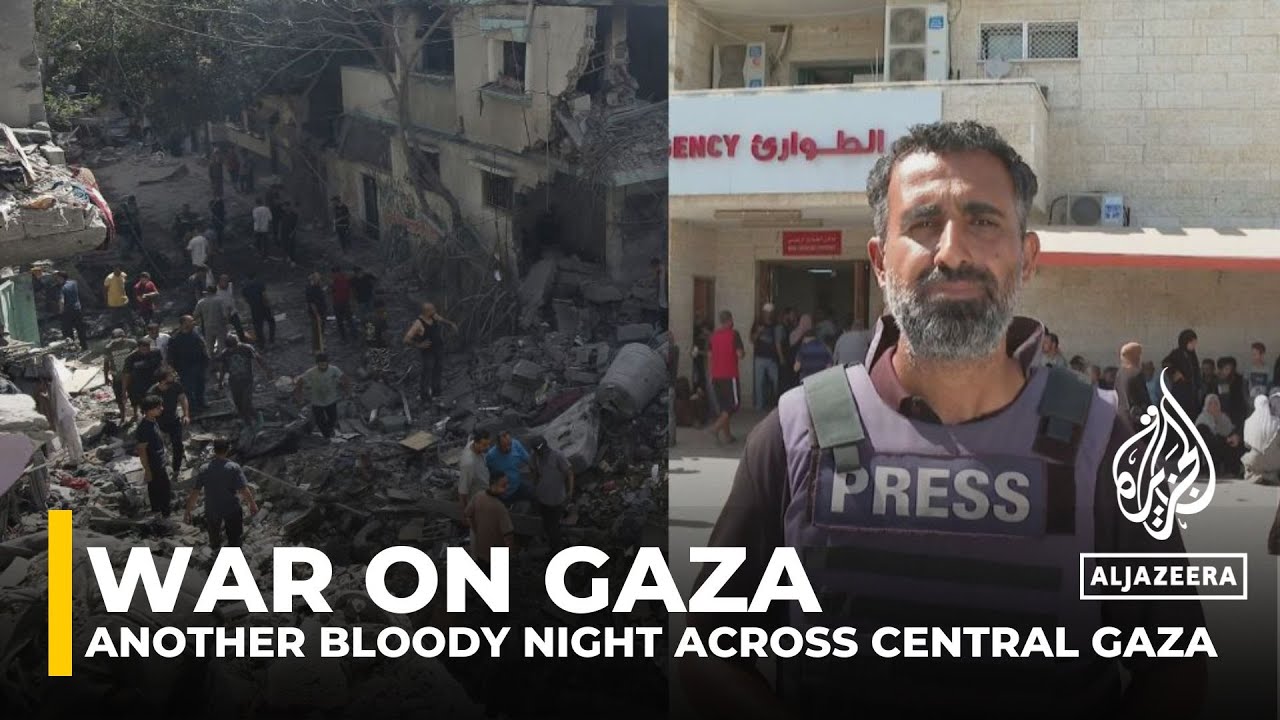 GENCY الطوارئ
PRESS
الجزيرة
ALJAZEERA
WAR ON GAZA
ANOTHER BLOODY NIGHT ACROSS CENTRAL GAZA